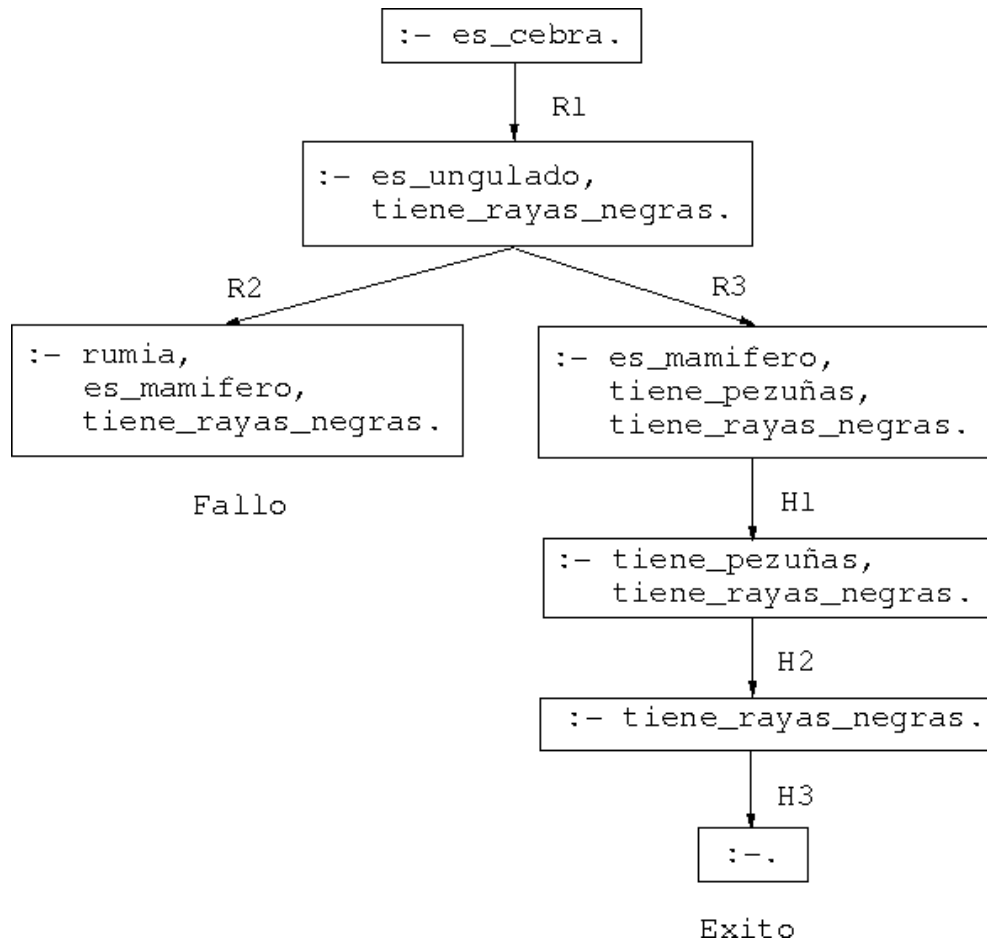 :- es_cebra.
R1
:- es_ungulado,
tiene_rayas_negras.
R2
R3
:- rumia,
es_mamifero,
tiene_rayas_negras.
Fallo
:- es_mamifero,
tiene_pezuñas,
tiene_rayas_negras.
H1
:- tiene_pezuñas,
tiene_rayas_negras.
H2
:- tiene_rayas_negras.
H3
:-.
Exito